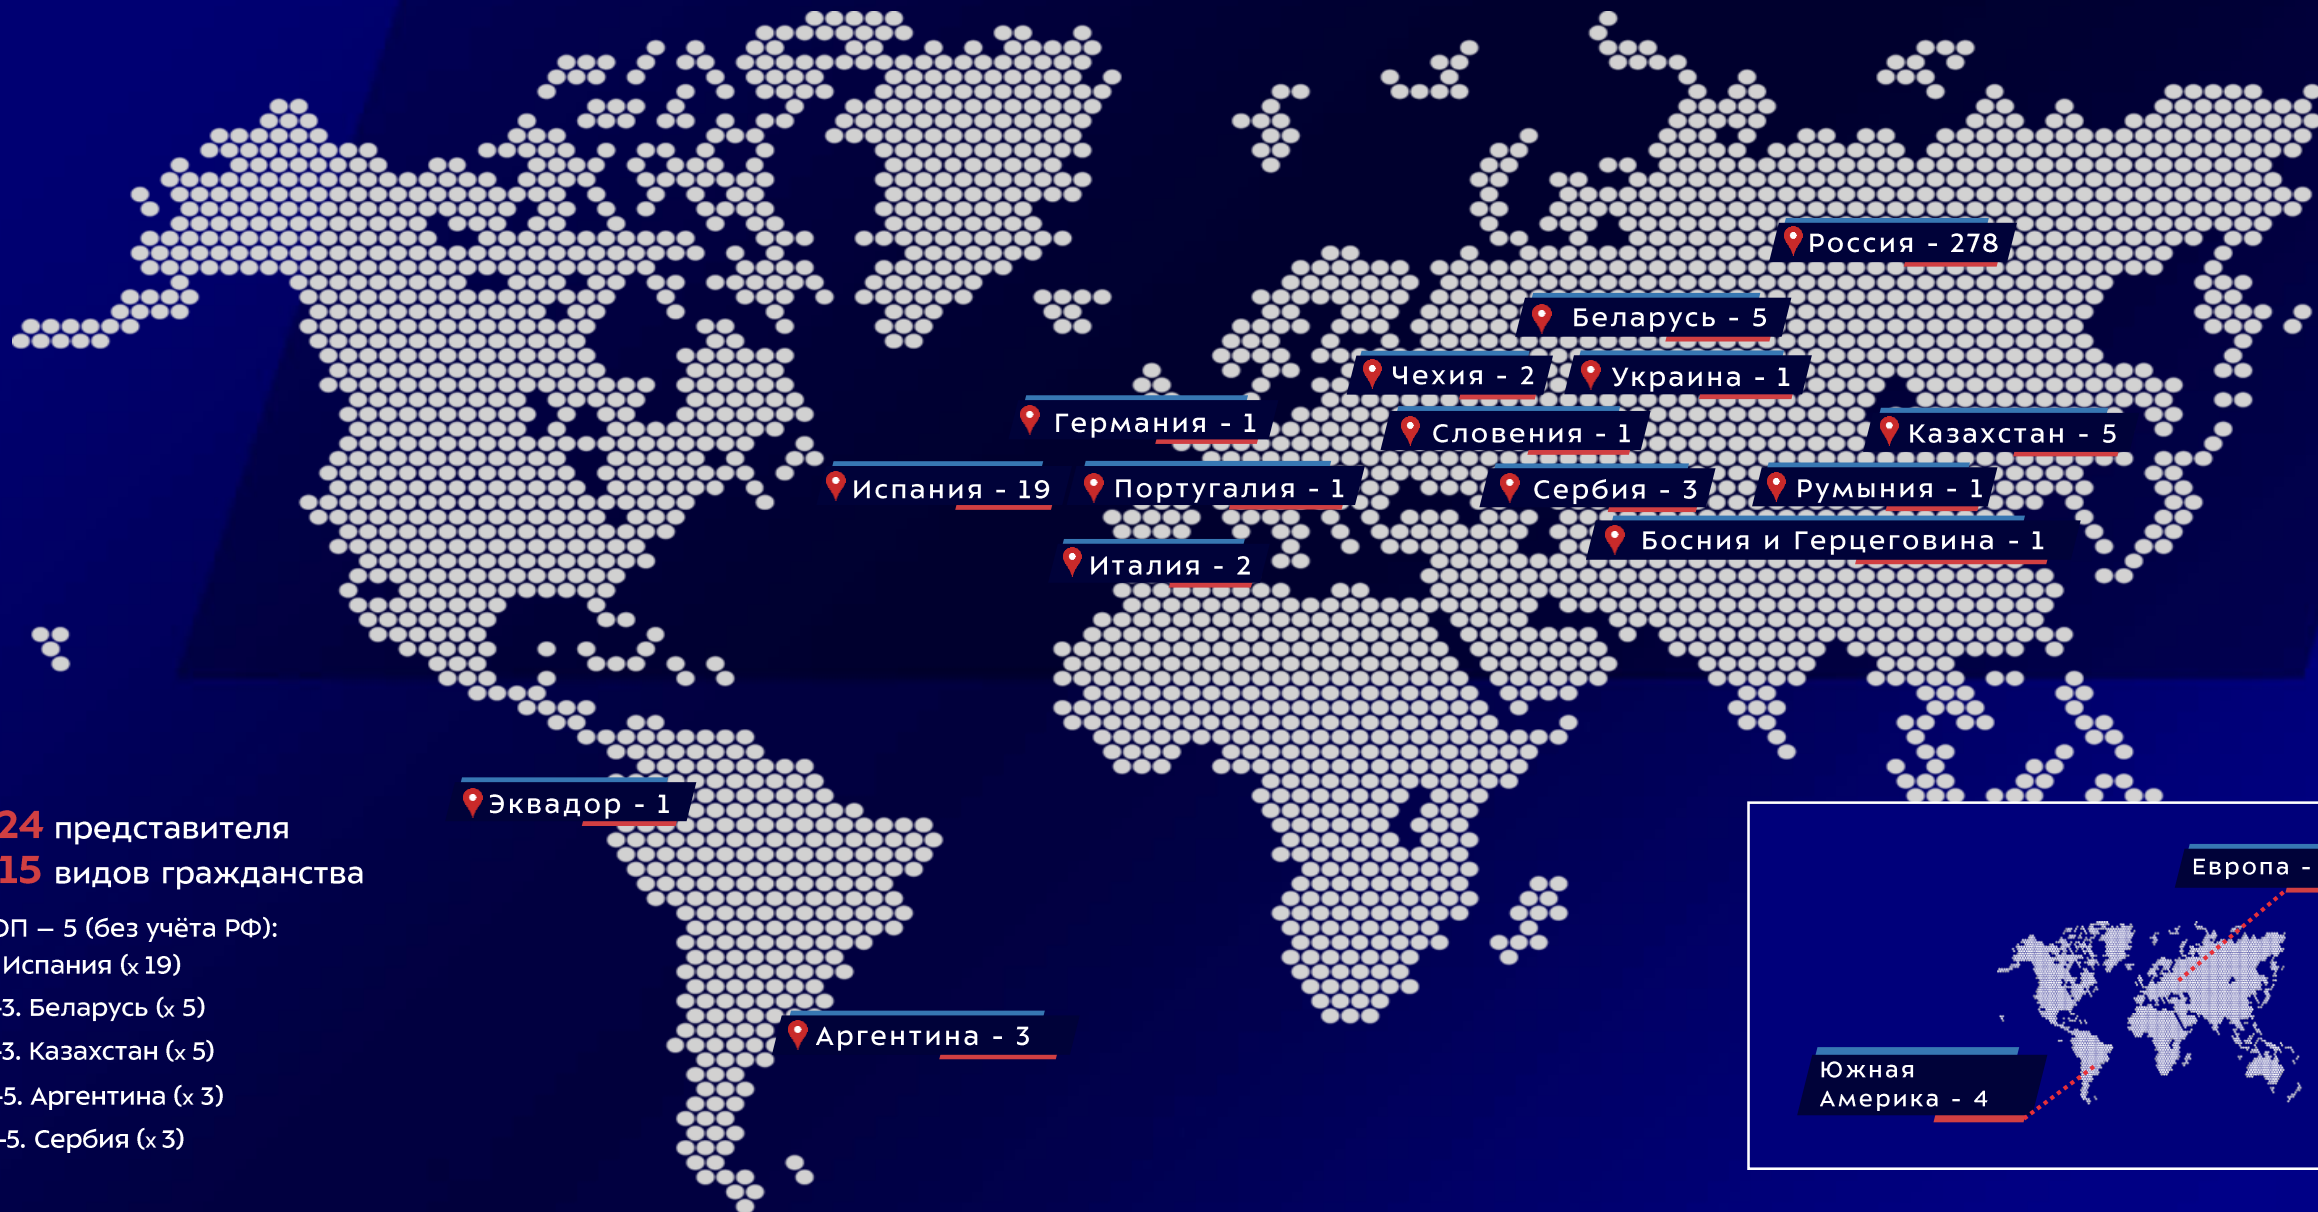 Россия - 278
Беларусь - 5
Чехия - 2
Украина - 1
Германия - 1
Словения - 1
Казахстан - 5
Испания - 19
Португалия - 1
Сербия - 3
Румыния - 1
Босния и Герцеговина - 1
Италия - 2
Эквадор - 1
Аргентина - 3
24 представителя
15 видов гражданства
ОП – 5 (без учёта РФ):
Испания (x 19)
-3. Беларусь (x 5)
-3. Казахстан (x 5)
-5. Аргентина (x 3)
-5. Сербия (x 3)
Европа -
Южная
Америка - 4